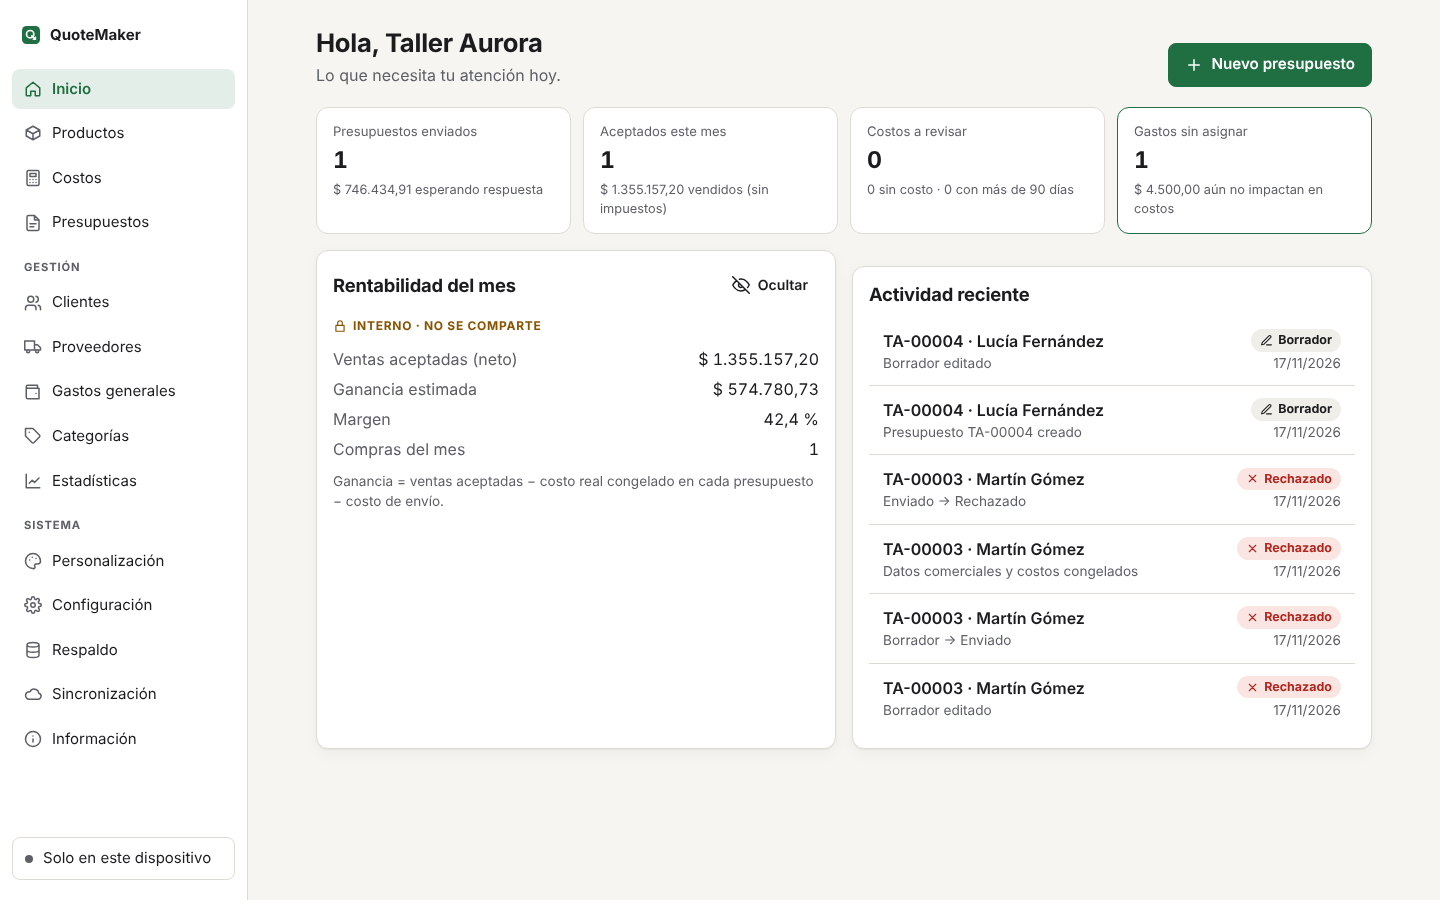 QuoteMaker
Inicio
Productos
Costos
Presupuestos
GESTIÓN
Clientes
Proveedores
Gastos generales
Categorías
Estadísticas
SISTEMA
Personalización
Configuración
Respaldo
Sincronización
Información
Solo en este dispositivo
Hola, Taller Aurora
Lo que necesita tu atención hoy.
Nuevo presupuesto
Presupuestos enviados
1
$ 746.434,91 esperando respuesta
Aceptados este mes
1
$ 1.355.157,20 vendidos (sin
impuestos)
Costos a revisar
0
0 sin costo · 0 con más de 90 días
Gastos sin asignar
1
$ 4.500,00 aún no impactan en
costos
Rentabilidad del mes
Ocultar
INTERNO · NO SE COMPARTE
Ventas aceptadas (neto) $ 1.355.157,20
Ganancia estimada $ 574.780,73
Margen 42,4 %
Compras del mes 1
Ganancia = ventas aceptadas − costo real congelado en cada presupuesto
− costo de envío.
Actividad reciente
TA-00004 · Lucía Fernández Borrador
Borrador editado 17/11/2026
TA-00004 · Lucía Fernández Borrador
Presupuesto TA-00004 creado 17/11/2026
TA-00003 · Martín Gómez Rechazado
Enviado → Rechazado 17/11/2026
TA-00003 · Martín Gómez Rechazado
Datos comerciales y costos congelados 17/11/2026
TA-00003 · Martín Gómez Rechazado
Borrador → Enviado 17/11/2026
TA-00003 · Martín Gómez Rechazado
Borrador editado 17/11/2026